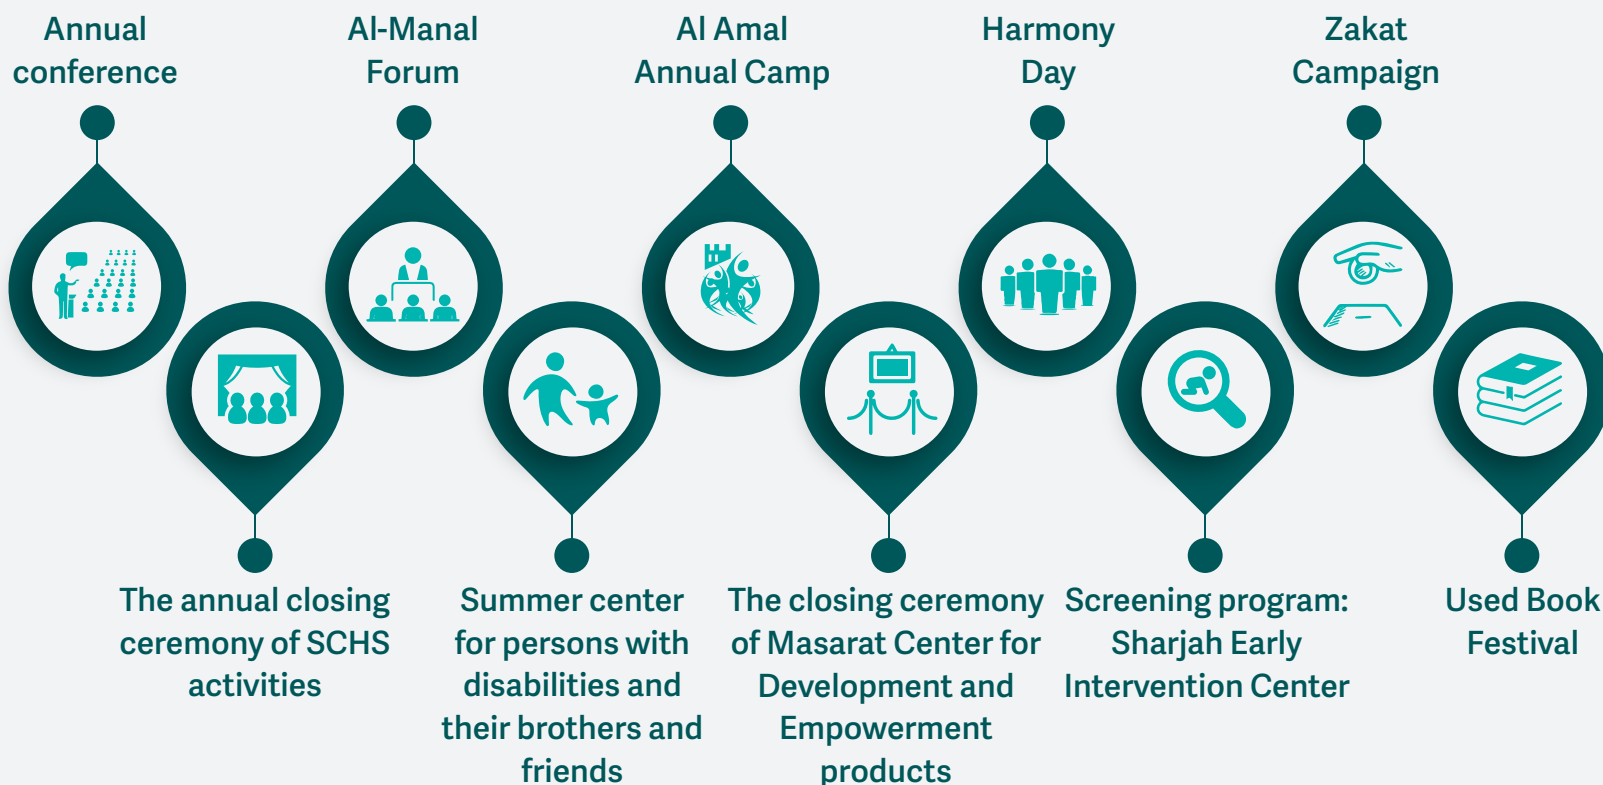 Annual
conference
Al-Manal
Forum
Al Amal
Annual Camp
Harmony
Day
Zakat
Campaign
The annual closing
ceremony of SCHS
activities
Summer center
for persons with
disabilities and
their brothers and
friends
The closing ceremony
of Masarat Center for
Development and
Empowerment
products
Screening program:
Sharjah Early
Intervention Center
Used Book
Festival